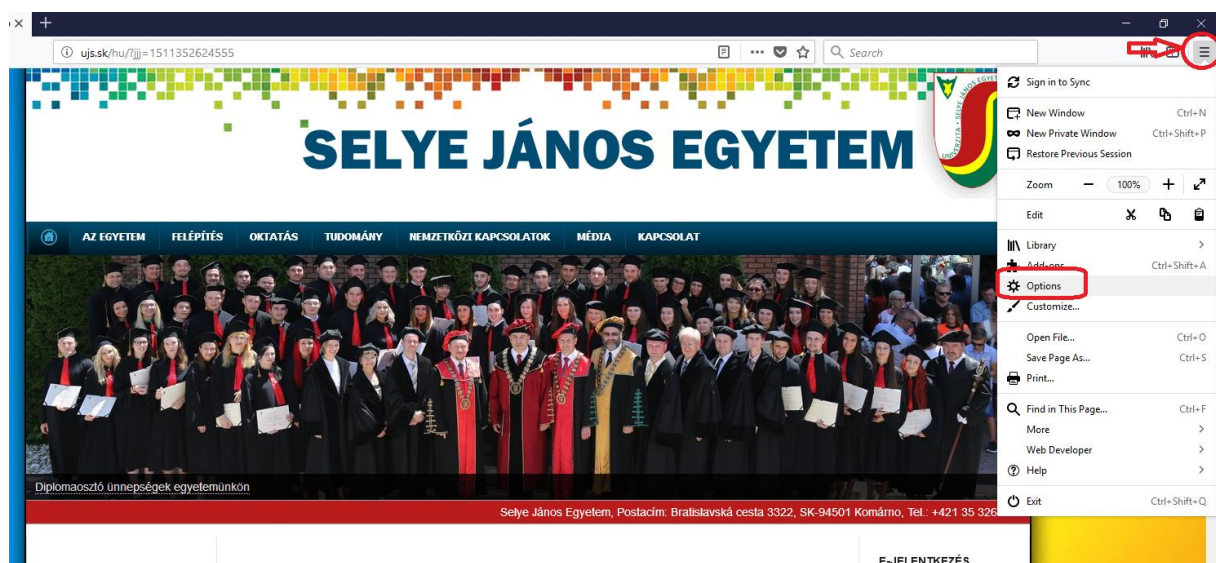 ujs.sk/hu/?jjj=1511352624555
Search
Sign in to Sync
New Window Ctrl+N
New Private Window Ctrl+Shift+P
Restore Previous Session
Zoom 100%
Edit
Library
Add-ons Ctrl+Shift+A
Options
Customize...
Open File... Ctrl+O
Save Page As... Ctrl+S
Print...
Find in This Page... Ctrl+F
More
Web Developer
Help
Exit Ctrl+Shift+Q
SELYE JÁNOS EGYETEM
AZ EGYETEM FELÉPÍTÉS OKTATÁS TUDOMÁNY NEMZETKÖZI KAPCSOLATOK MÉDIA KAPCSOLAT
Diplomaosztó ünnepségek egyetemünkön
Selye János Egyetem, Postacím: Bratislavská cesta 3322, SK-94501 Komárno, Tel.: +421 35 326
E-JELENTKEZÉS